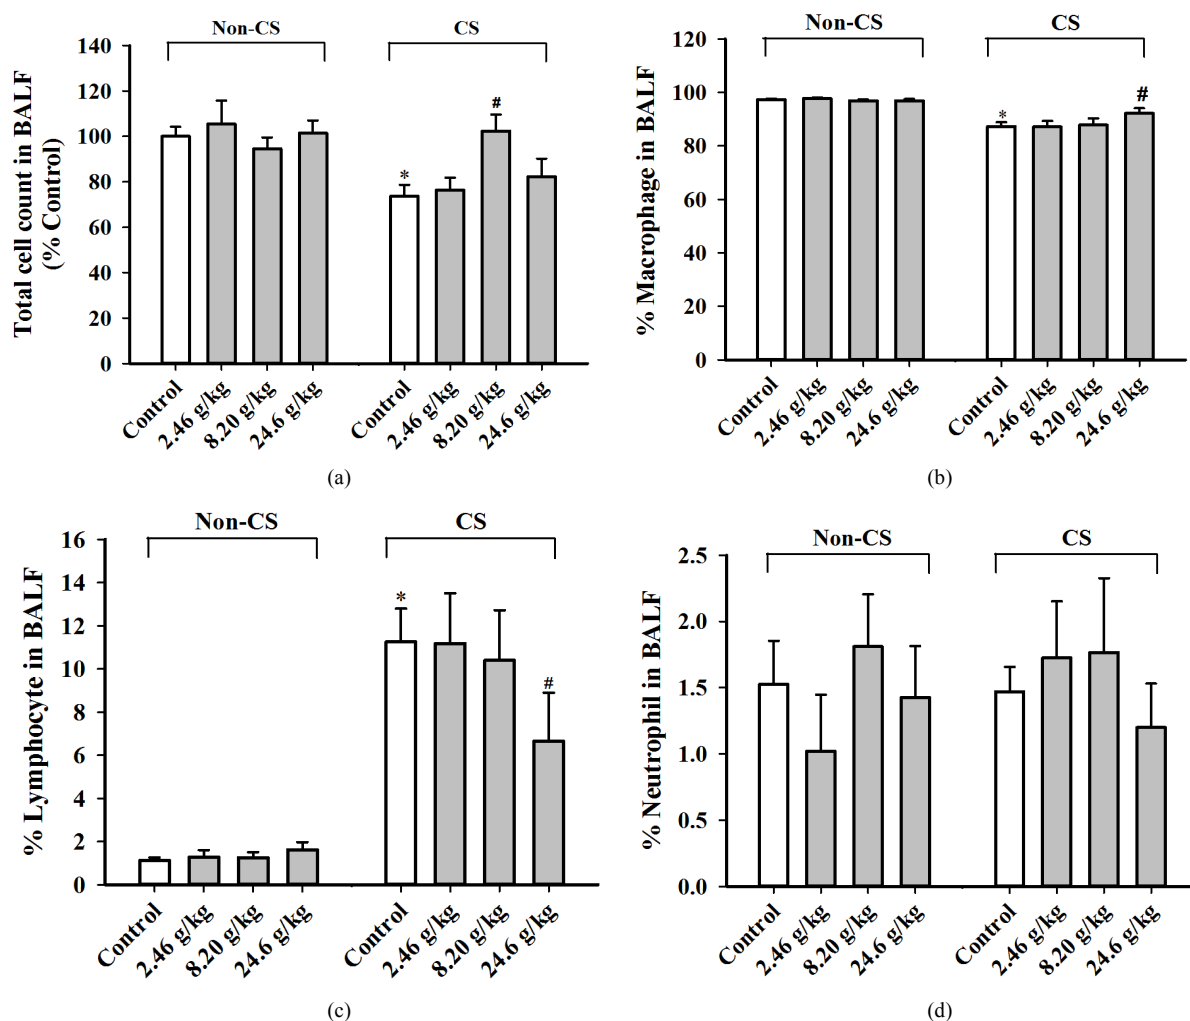 Non-CS CS
Total cell count in BALF
(% Control)
140
120
100
80
60
40
20
0
*
#
Control 2.46 g/kg 8.20 g/kg 24.6 g/kg Control 2.46 g/kg 8.20 g/kg 24.6 g/kg
(a)
Non-CS CS
% Macrophage in BALF
120
100
80
60
40
20
0
*
#
Control 2.46 g/kg 8.20 g/kg 24.6 g/kg Control 2.46 g/kg 8.20 g/kg 24.6 g/kg
(b)
Non-CS CS
% Lymphocyte in BALF
16
14
12
10
8
6
4
2
0
*
#
Control 2.46 g/kg 8.20 g/kg 24.6 g/kg Control 2.46 g/kg 8.20 g/kg 24.6 g/kg
(c)
Non-CS CS
% Neutrophil in BALF
2.5
2.0
1.5
1.0
0.5
0.0
Control 2.46 g/kg 8.20 g/kg 24.6 g/kg Control 2.46 g/kg 8.20 g/kg 24.6 g/kg
(d)